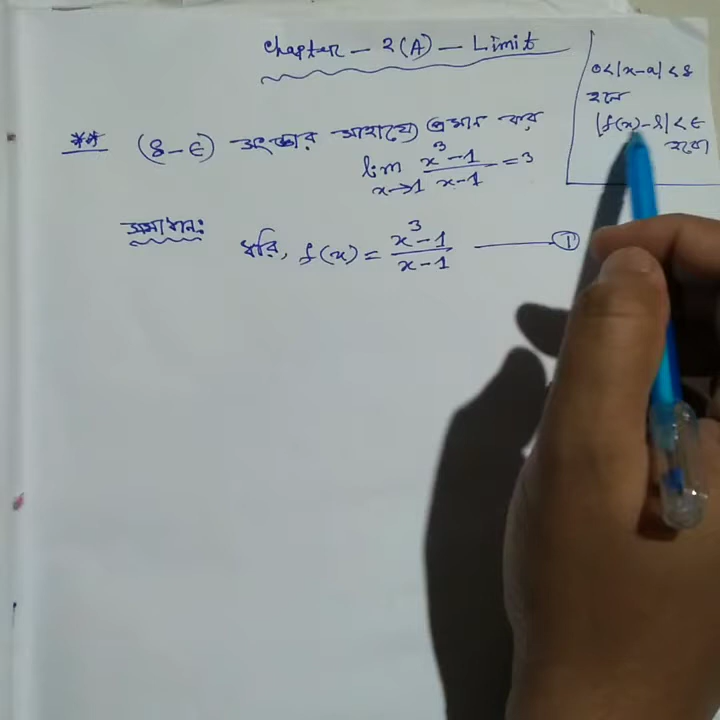 Chapter - 2(A) - Limit
0<|x-a|<δ
হলে
|f(x)-l|<ϵ
হবে
** (δ-ϵ) সংজ্ঞার সাহায্যে প্রমাণ কর
lim x→1 x³-1/x-1 = 3
সমাধান:
ধরি, f(x) = x³-1/x-1 —— ①